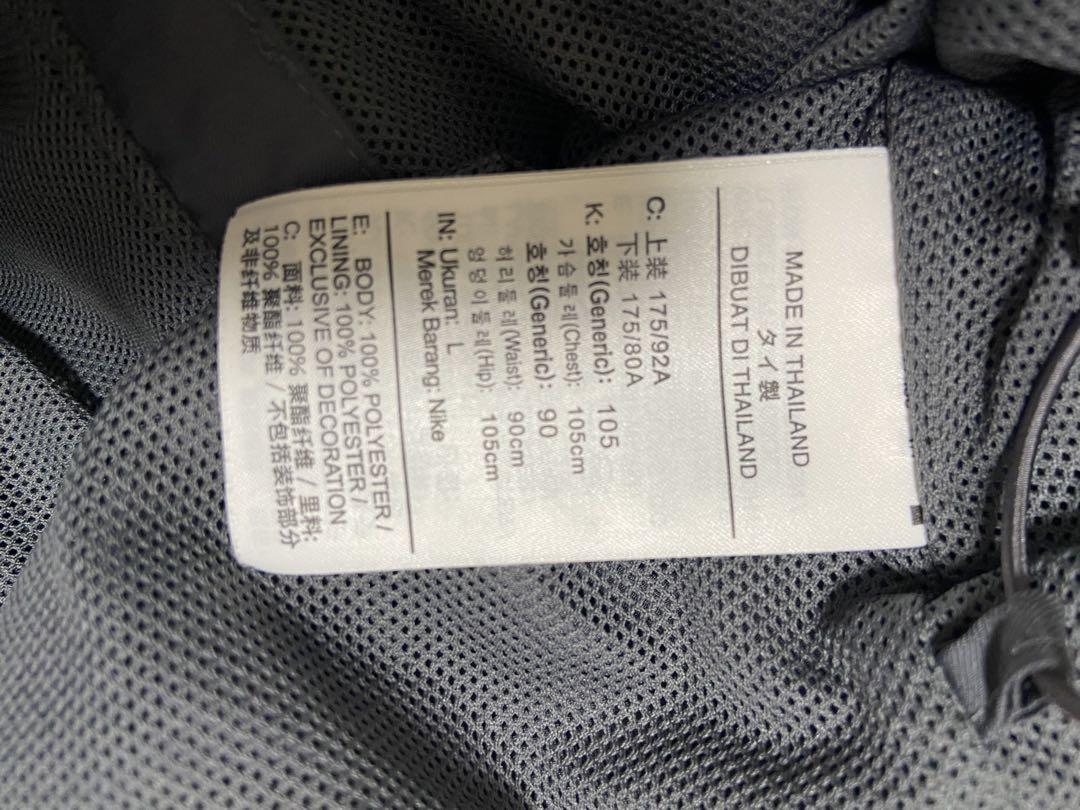 MADE IN THAILAND
タイ製
DIBUAT DI THAILAND
C: 上装 175/92A
下装 175/80A
K: 호칭(Generic): 105
가슴둘레(Chest): 105cm
호칭(Generic): 90
허리둘레(Waist): 90cm
엉덩이둘레(Hip): 105cm
IN: Ukuran: L
Merek Barang: Nike
E: BODY: 100% POLYESTER /
LINING: 100% POLYESTER /
EXCLUSIVE OF DECORATION
C: 面料: 100% 聚酯纤维 / 里料:
100% 聚酯纤维 / 不包括装饰部分
及非纤维物质